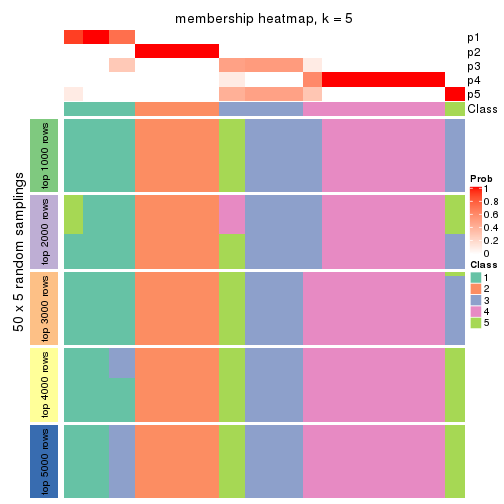 membership heatmap, k = 5
p1
p2
p3
p4
p5
Class
50 x 5 random samplings
top 1000 rows
top 2000 rows
top 3000 rows
top 4000 rows
top 5000 rows
Prob
1
0.8
0.6
0.4
0.2
0
Class
1
2
3
4
5